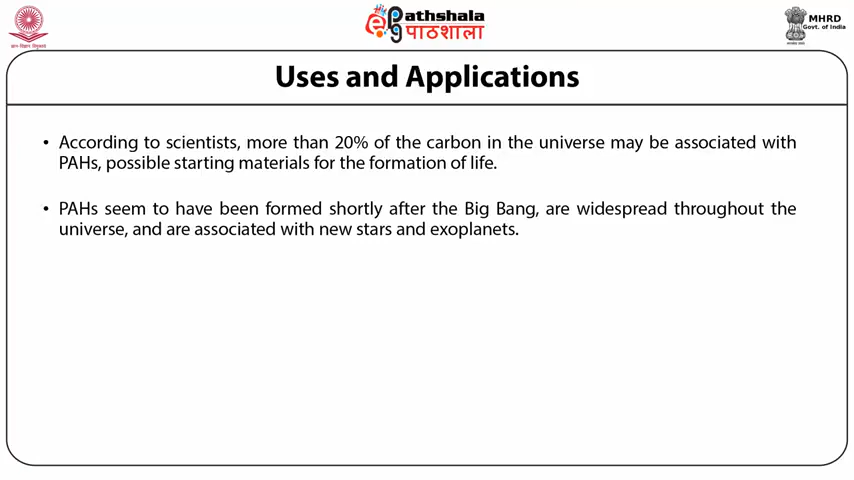 ePathshala
पाठशाला
MHRD
Govt. of India
Uses and Applications
• According to scientists, more than 20% of the carbon in the universe may be associated with
PAHs, possible starting materials for the formation of life.
• PAHs seem to have been formed shortly after the Big Bang, are widespread throughout the
universe, and are associated with new stars and exoplanets.